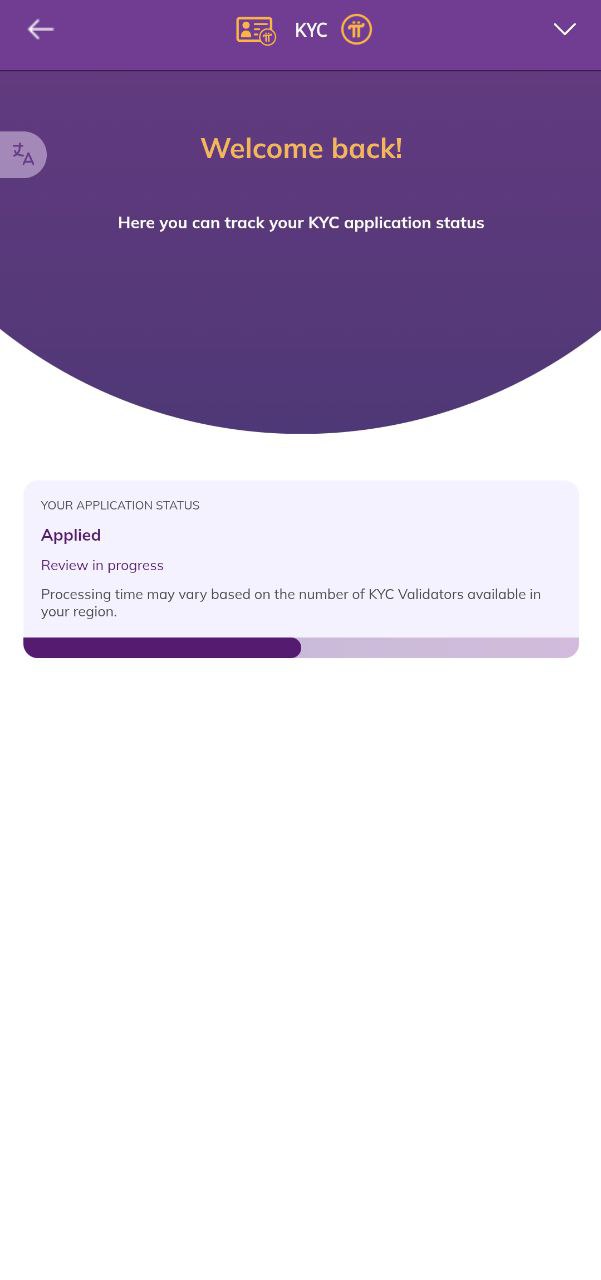 KYC
Welcome back!
Here you can track your KYC application status
YOUR APPLICATION STATUS
Applied
Review in progress
Processing time may vary based on the number of KYC Validators available in
your region.